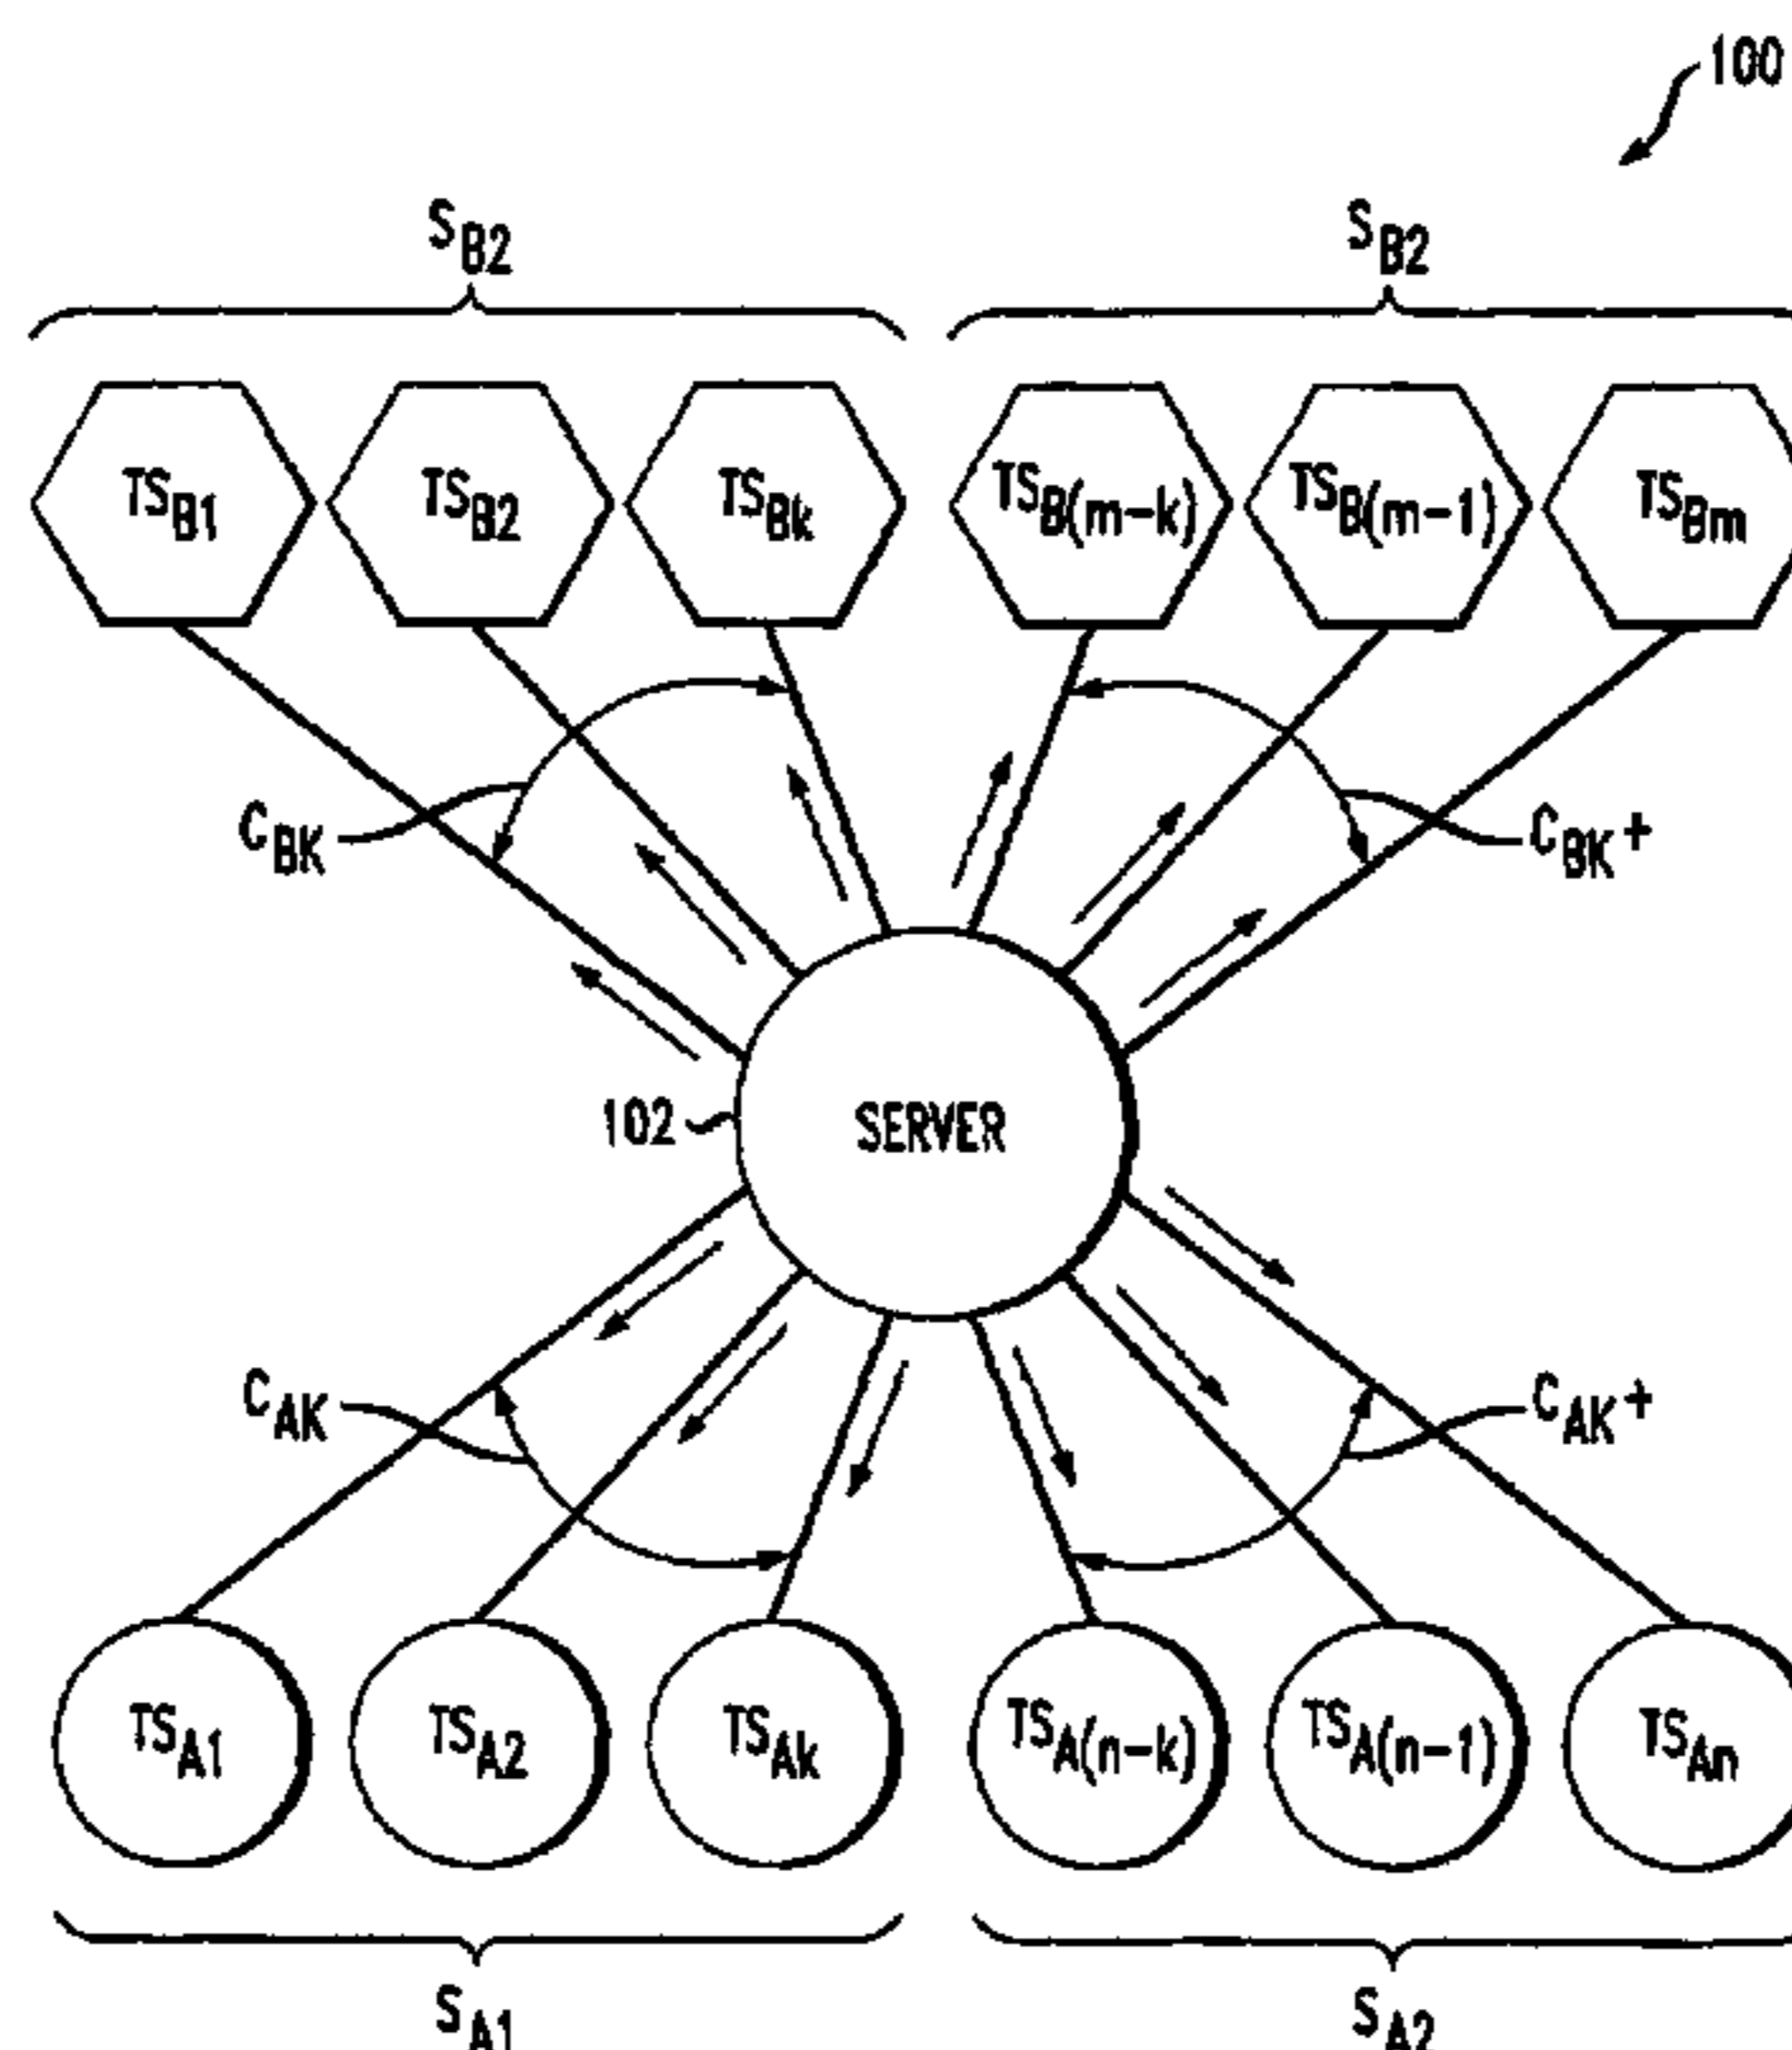 100
S_B2
S_B2
TS_B1
TS_B2
TS_Bk
TS_B(m-k)
TS_B(m-1)
TS_Bm
C_BK
C_BK+
102
SERVER
C_AK
C_AK+
TS_A1
TS_A2
TS_Ak
TS_A(n-k)
TS_A(n-1)
TS_An
S_A1
S_A2